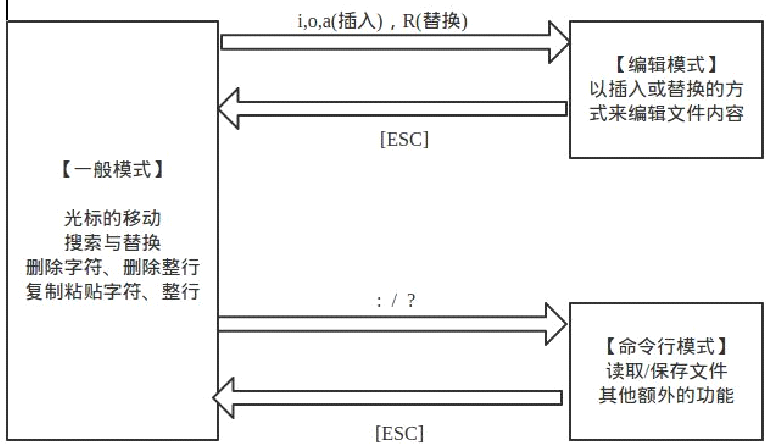 i,o,a(插入)，R(替换)
【编辑模式】
以插入或替换的方
式来编辑文件内容
[ESC]
【一般模式】
光标的移动
搜索与替换
删除字符、删除整行
复制粘贴字符、整行
: / ?
【命令行模式】
读取/保存文件
其他额外的功能
[ESC]